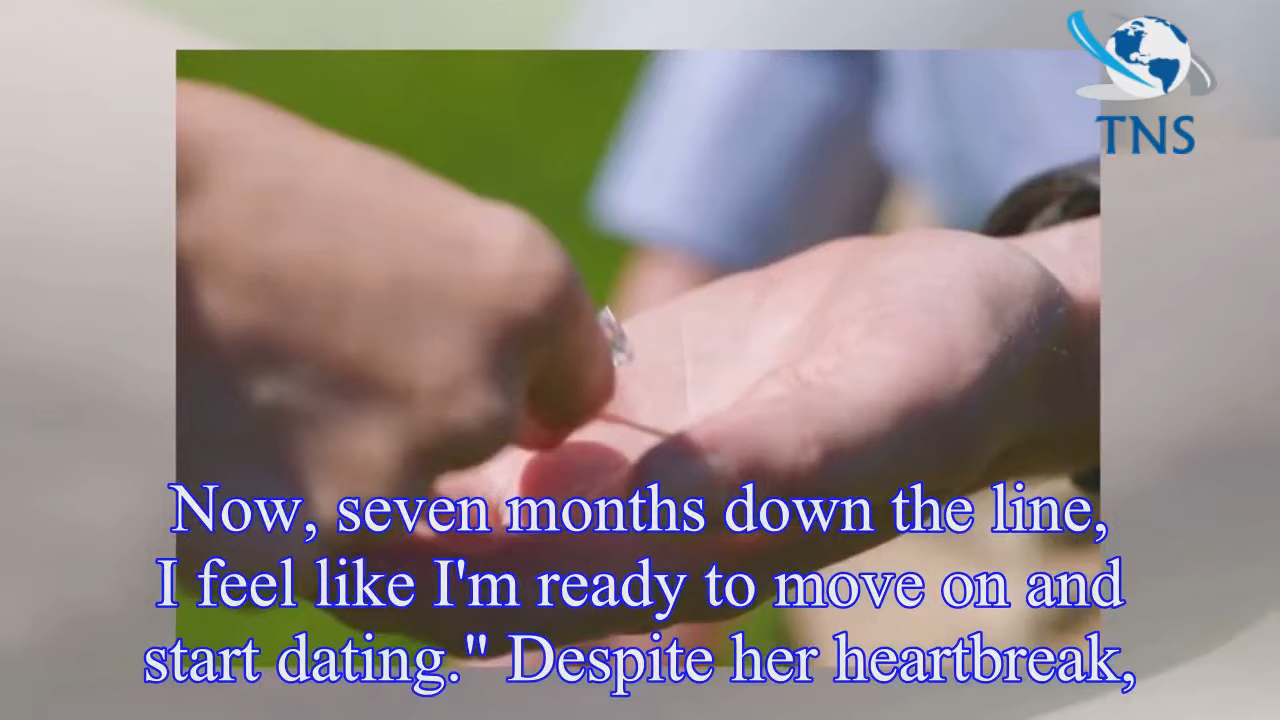 TNS
Now, seven months down the line,
I feel like I'm ready to move on and
start dating." Despite her heartbreak,